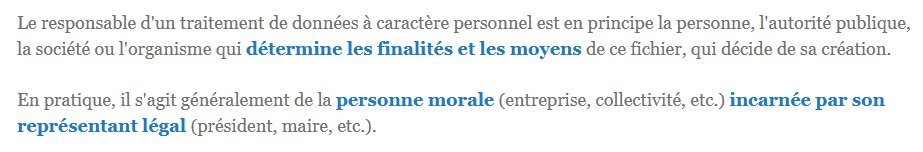 Le responsable d'un traitement de données à caractère personnel est en principe la personne, l'autorité publique,
la société ou l'organisme qui détermine les finalités et les moyens de ce fichier, qui décide de sa création.
En pratique, il s'agit généralement de la personne morale (entreprise, collectivité, etc.) incarnée par son
représentant légal (président, maire, etc.).